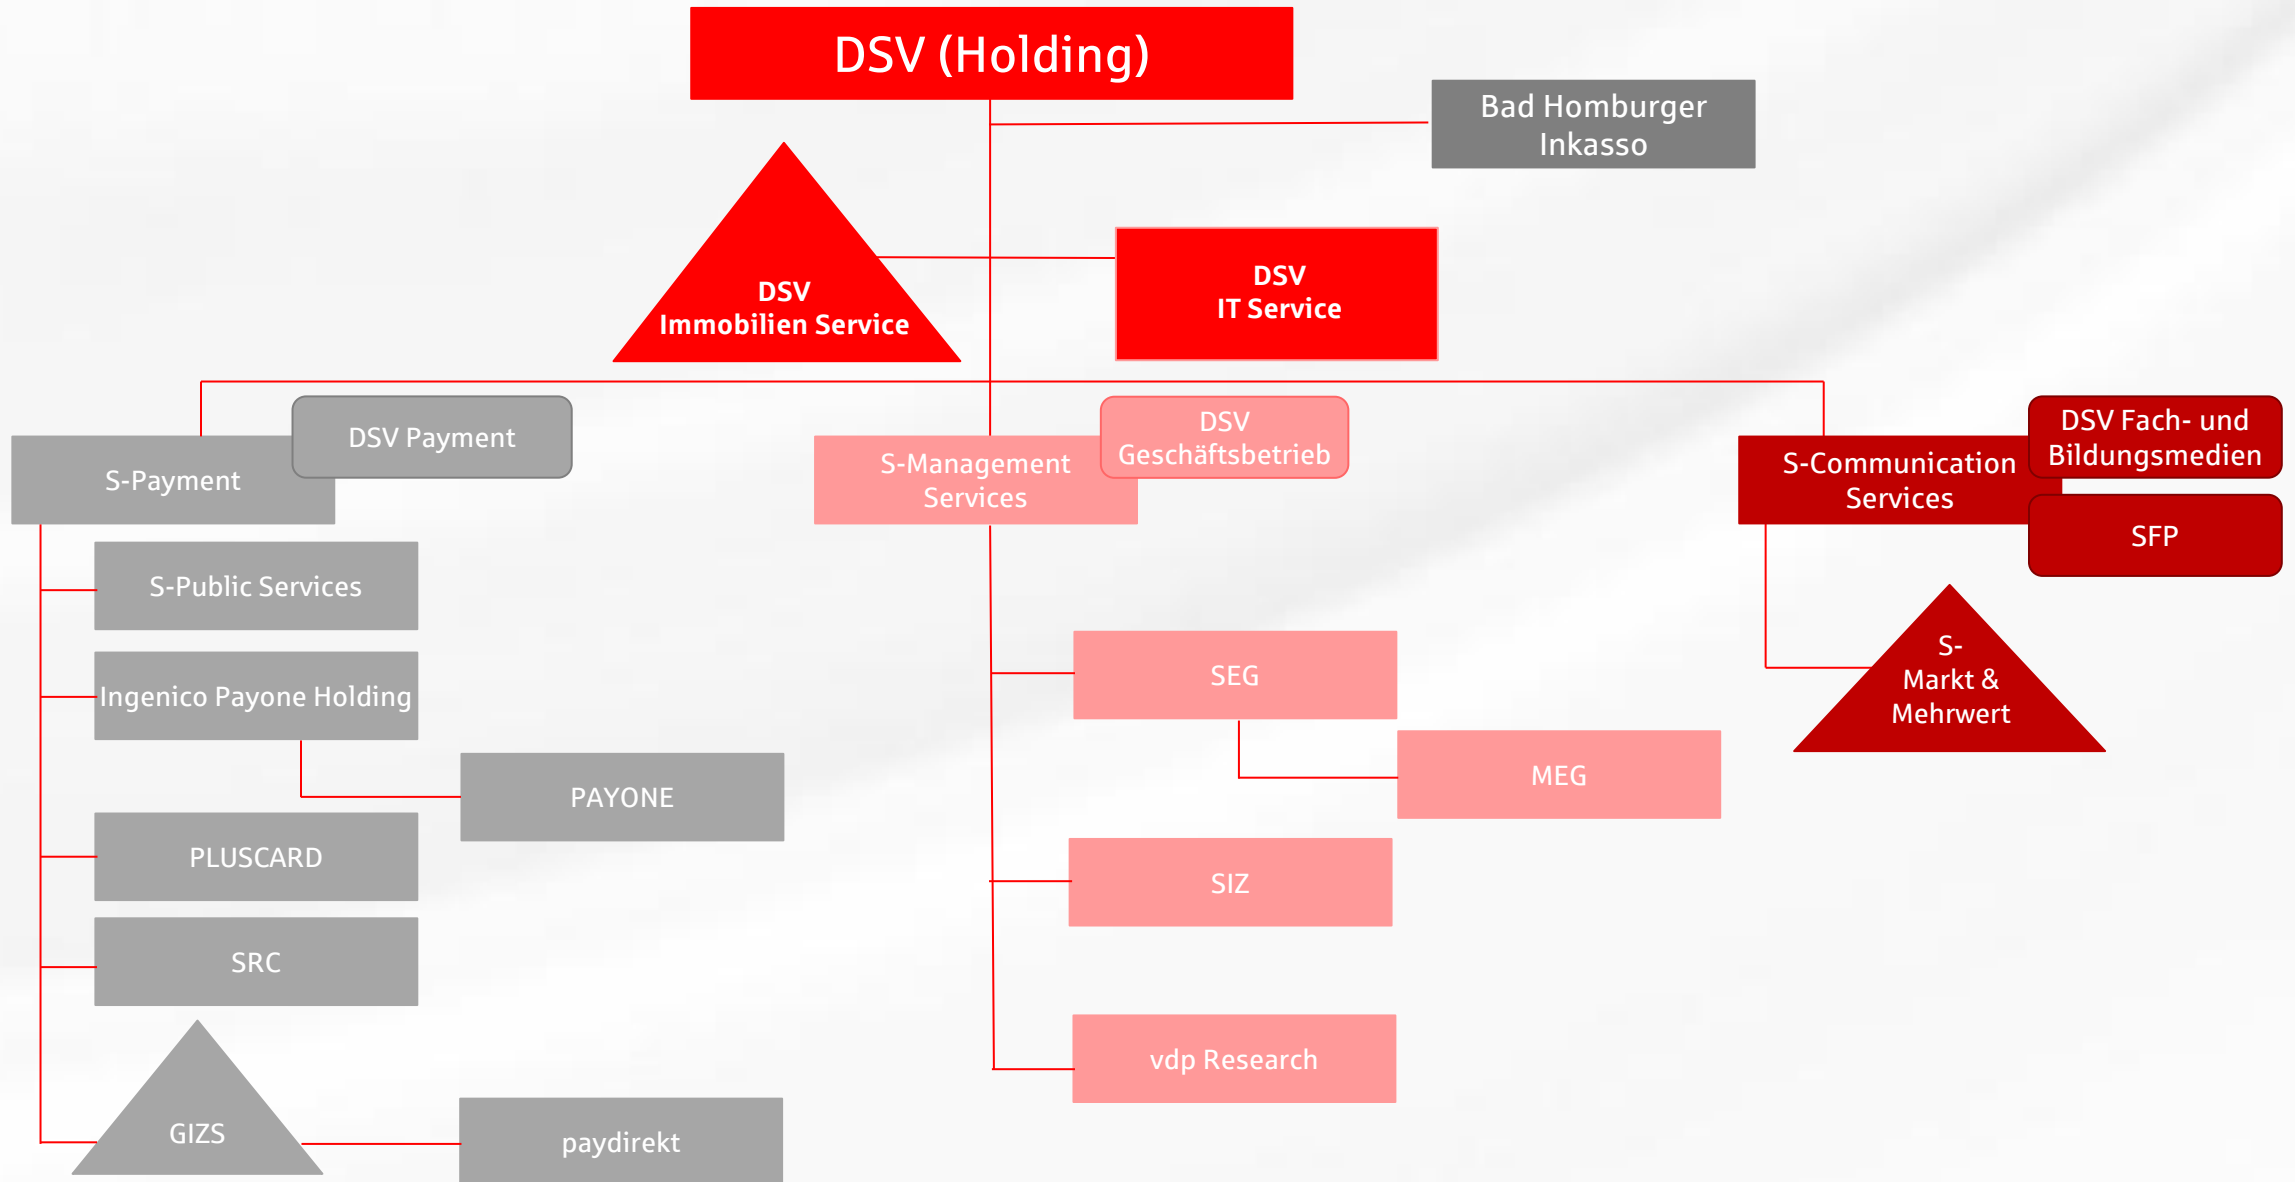 DSV (Holding)
Bad Homburger
Inkasso
DSV
Immobilien Service
DSV
IT Service
S-Payment
DSV Payment
S-Management
Services
DSV
Geschäftsbetrieb
S-Communication
Services
DSV Fach- und
Bildungsmedien
SFP
S-Public Services
Ingenico Payone Holding
PAYONE
PLUSCARD
SRC
GIZS
paydirekt
SEG
MEG
SIZ
vdp Research
S-
Markt &
Mehrwert